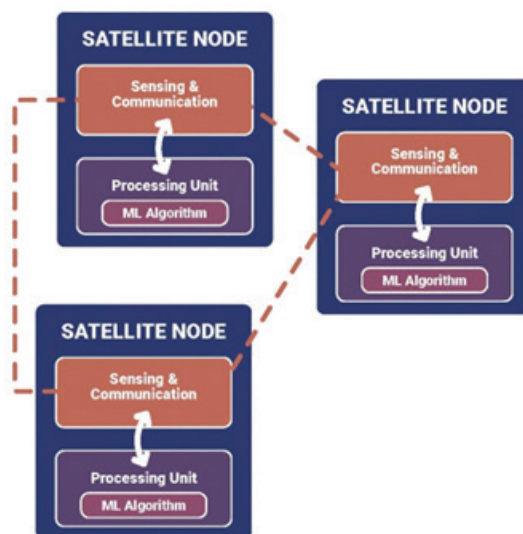 SATELLITE NODE
Sensing &
Communication
Processing Unit
ML Algorithm
SATELLITE NODE
Sensing &
Communication
Processing Unit
ML Algorithm
SATELLITE NODE
Sensing &
Communication
Processing Unit
ML Algorithm